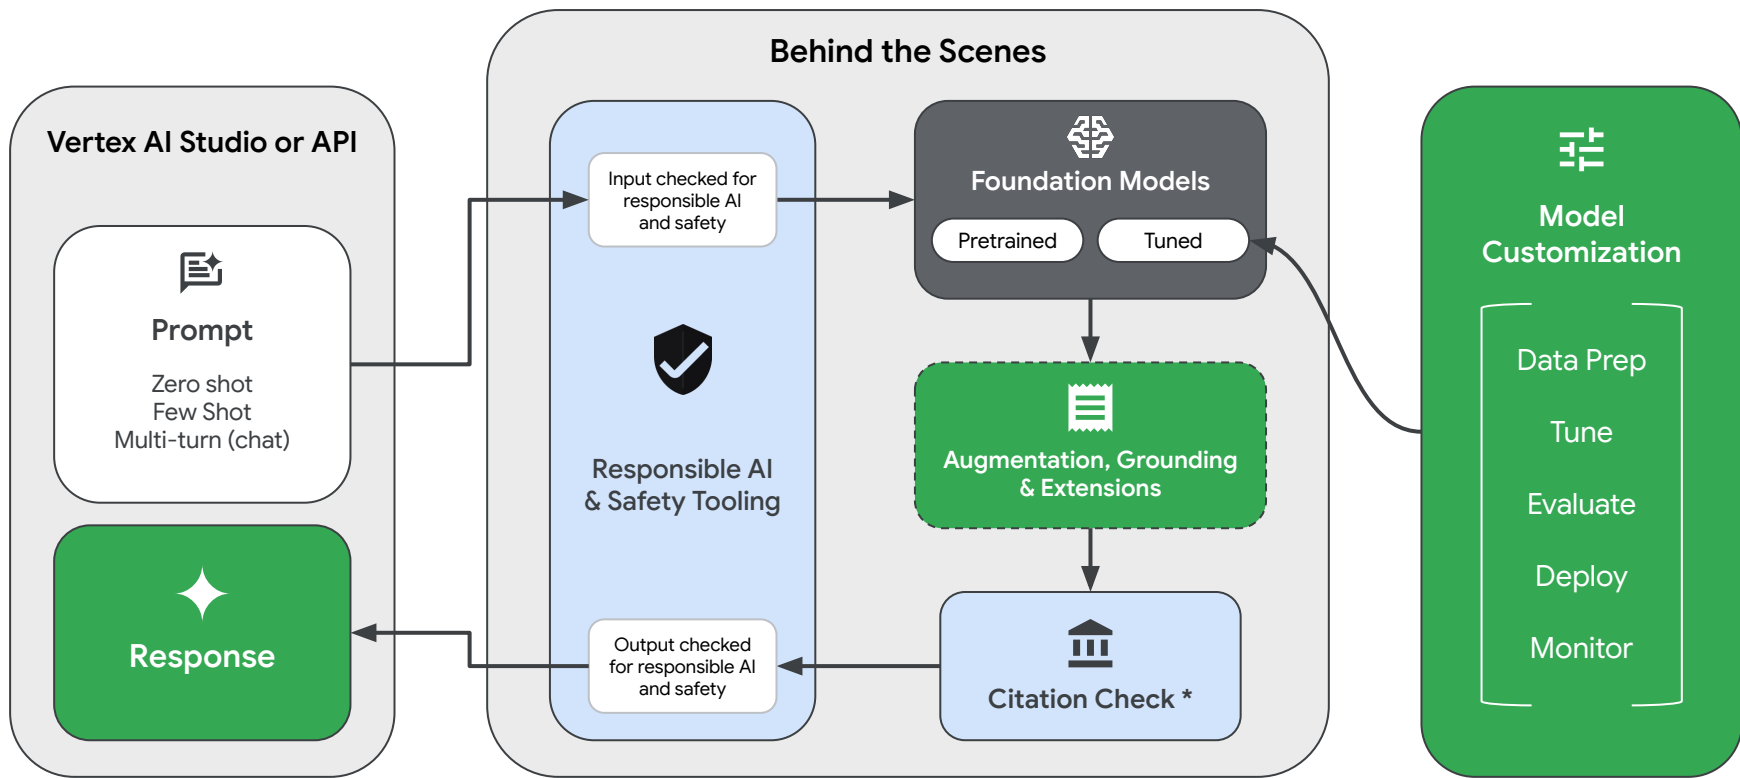 Behind the Scenes
Vertex AI Studio or API
Prompt
Zero shot
Few Shot
Multi-turn (chat)
Response
Input checked for
responsible AI
and safety
Responsible AI
& Safety Tooling
Output checked
for responsible AI
and safety
Foundation Models
Pretrained
Tuned
Augmentation, Grounding
& Extensions
Citation Check *
Model
Customization
Data Prep
Tune
Evaluate
Deploy
Monitor